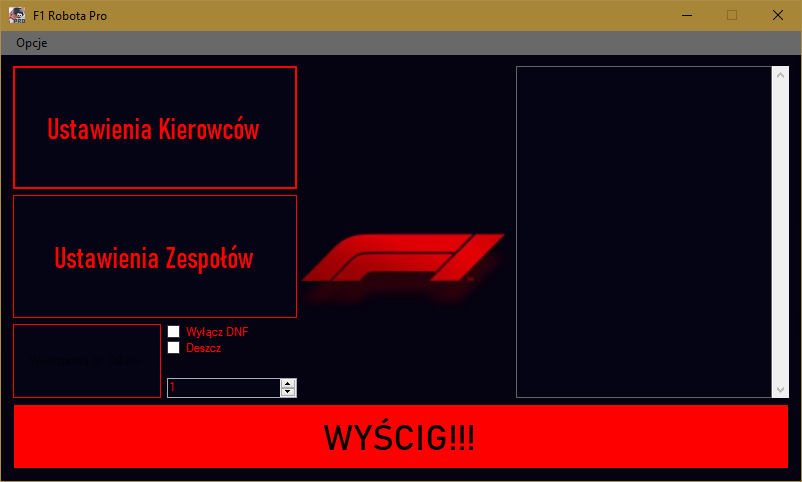 F1 Robota Pro
Opcje
Ustawienia Kierowców
Ustawienia Zespołów
Wyłącz DNF
Deszcz
1
WYŚCIG!!!